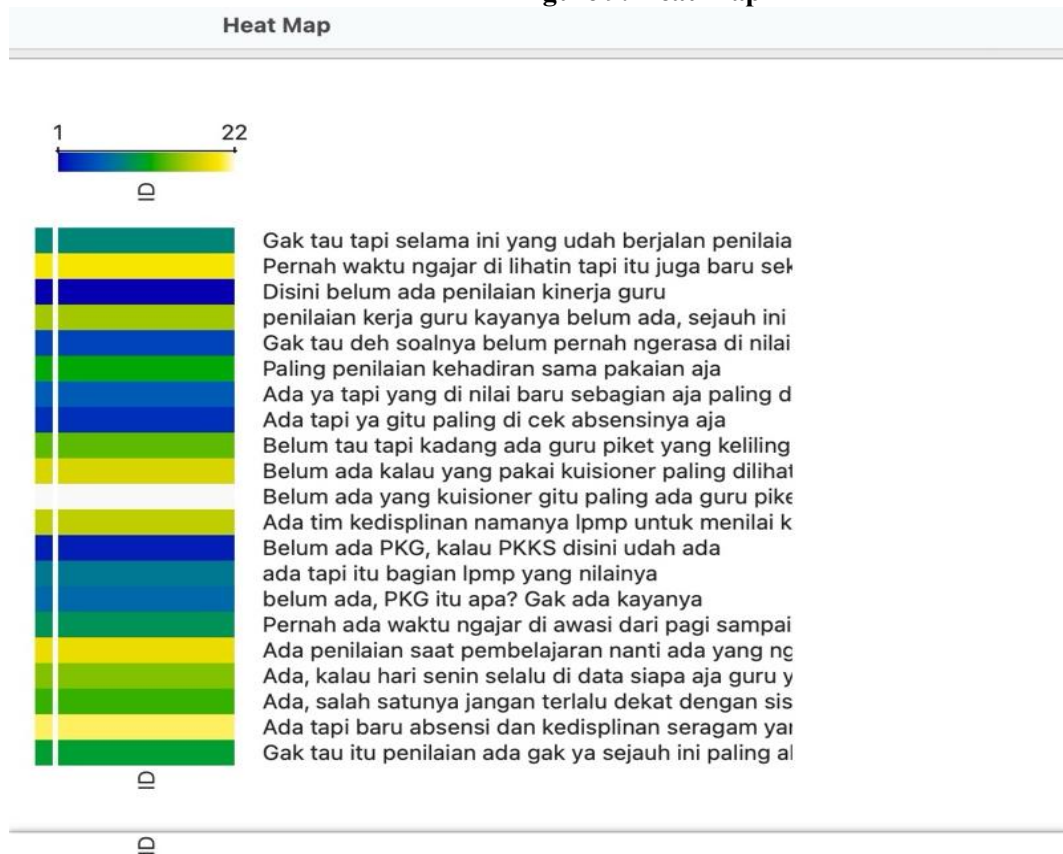 Heat Map
1 22
ID
Gak tau tapi selama ini yang udah berjalan penilaia
Pernah waktu ngajar di lihatin tapi itu juga baru sek
Disini belum ada penilaian kinerja guru
penilaian kerja guru kayanya belum ada, sejauh ini
Gak tau deh soalnya belum pernah ngerasa di nilai
Paling penilaian kehadiran sama pakaian aja
Ada ya tapi yang di nilai baru sebagian aja paling d
Ada tapi ya gitu paling di cek absensinya aja
Belum tau tapi kadang ada guru piket yang keliling
Belum ada kalau yang pakai kuisioner paling dilihat
Belum ada yang kuisioner gitu paling ada guru pike
Ada tim kedisplinan namanya lpmp untuk menilai k
Belum ada PKG, kalau PKKS disini udah ada
ada tapi itu bagian lpmp yang nilainya
belum ada, PKG itu apa? Gak ada kayanya
Pernah ada waktu ngajar di awasi dari pagi sampai
Ada penilaian saat pembelajaran nanti ada yang ng
Ada, kalau hari senin selalu di data siapa aja guru y
Ada, salah satunya jangan terlalu dekat dengan sis
Ada tapi baru absensi dan kedisplinan seragam yan
Gak tau itu penilaian ada gak ya sejauh ini paling al
ID
ID